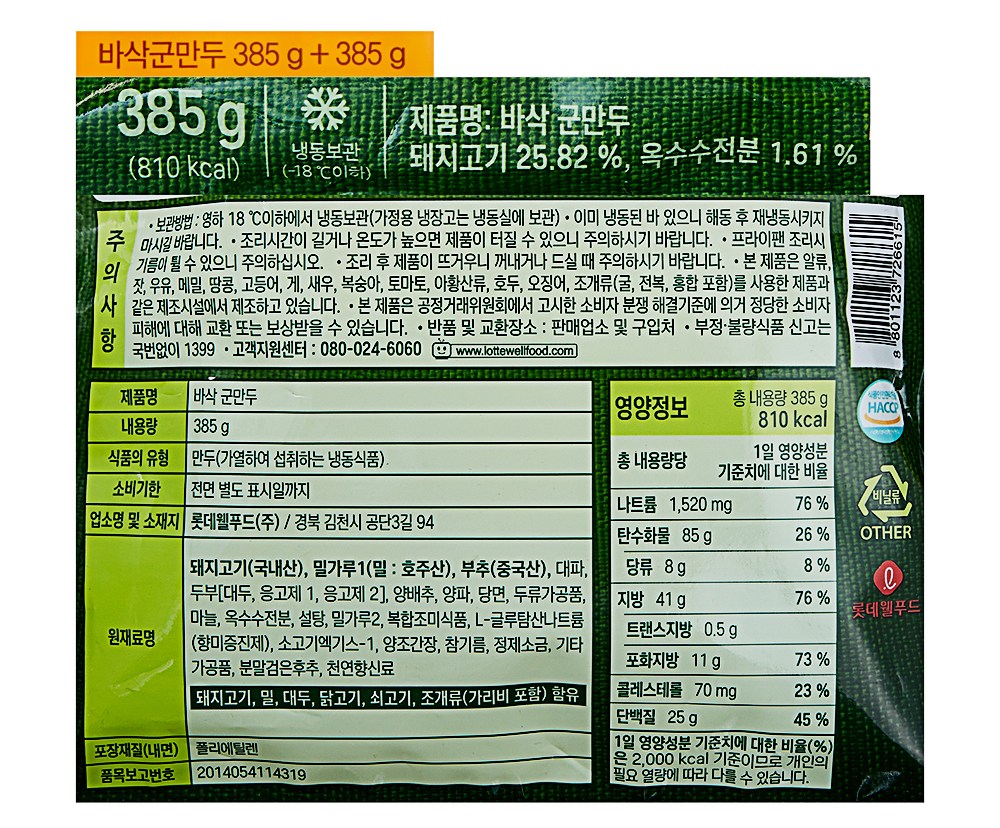 바삭군만두 385 g + 385 g
385 g
(810 kcal)
냉동보관
(-18 ℃이하)
제품명: 바삭 군만두
돼지고기 25.82 %, 옥수수전분 1.61 %
주의사항
• 보관방법 : 영하 18 ℃이하에서 냉동보관(가정용 냉장고는 냉동실에 보관) • 이미 냉동된 바 있으니 해동 후 재냉동시키지
마시길 바랍니다. • 조리시간이 길거나 온도가 높으면 제품이 터질 수 있으니 주의하시기 바랍니다. • 프라이팬 조리시
기름이 튈 수 있으니 주의하십시오. • 조리 후 제품이 뜨거우니 꺼내거나 드실 때 주의하시기 바랍니다. • 본 제품은 알류,
잣, 우유, 메밀, 땅콩, 고등어, 게, 새우, 복숭아, 토마토, 아황산류, 호두, 오징어, 조개류(굴, 전복, 홍합 포함)를 사용한 제품과
같은 제조시설에서 제조하고 있습니다. • 본 제품은 공정거래위원회에서 고시한 소비자 분쟁 해결기준에 의거 정당한 소비자
피해에 대해 교환 또는 보상받을 수 있습니다. • 반품 및 교환장소 : 판매업소 및 구입처 • 부정·불량식품 신고는
국번없이 1399 • 고객지원센터 : 080-024-6060 www.lottewellfood.com
8 801123 726615
제품명 바삭 군만두
내용량 385 g
식품의 유형 만두(가열하여 섭취하는 냉동식품)
소비기한 전면 별도 표시일까지
업소명 및 소재지 롯데웰푸드(주) / 경북 김천시 공단3길 94
원재료명
돼지고기(국내산), 밀가루1(밀 : 호주산), 부추(중국산), 대파,
두부[대두, 응고제 1, 응고제 2], 양배추, 양파, 당면, 두류가공품,
마늘, 옥수수전분, 설탕, 밀가루2, 복합조미식품, L-글루탐산나트륨
(향미증진제), 소고기엑기스-1, 양조간장, 참기름, 정제소금, 기타
가공품, 분말검은후추, 천연향신료
돼지고기, 밀, 대두, 닭고기, 쇠고기, 조개류(가리비 포함) 함유
포장재질(내면) 폴리에틸렌
품목보고번호 2014054114319
영양정보
총 내용량 385 g
810 kcal
총 내용량당
1일 영양성분
기준치에 대한 비율
나트륨 1,520 mg 76 %
탄수화물 85 g 26 %
당류 8 g 8 %
지방 41 g 76 %
트랜스지방 0.5 g
포화지방 11 g 73 %
콜레스테롤 70 mg 23 %
단백질 25 g 45 %
1일 영양성분 기준치에 대한 비율(%)
은 2,000 kcal 기준이므로 개인의
필요 열량에 따라 다를 수 있습니다.
HACCP
비닐류
OTHER
롯데웰푸드